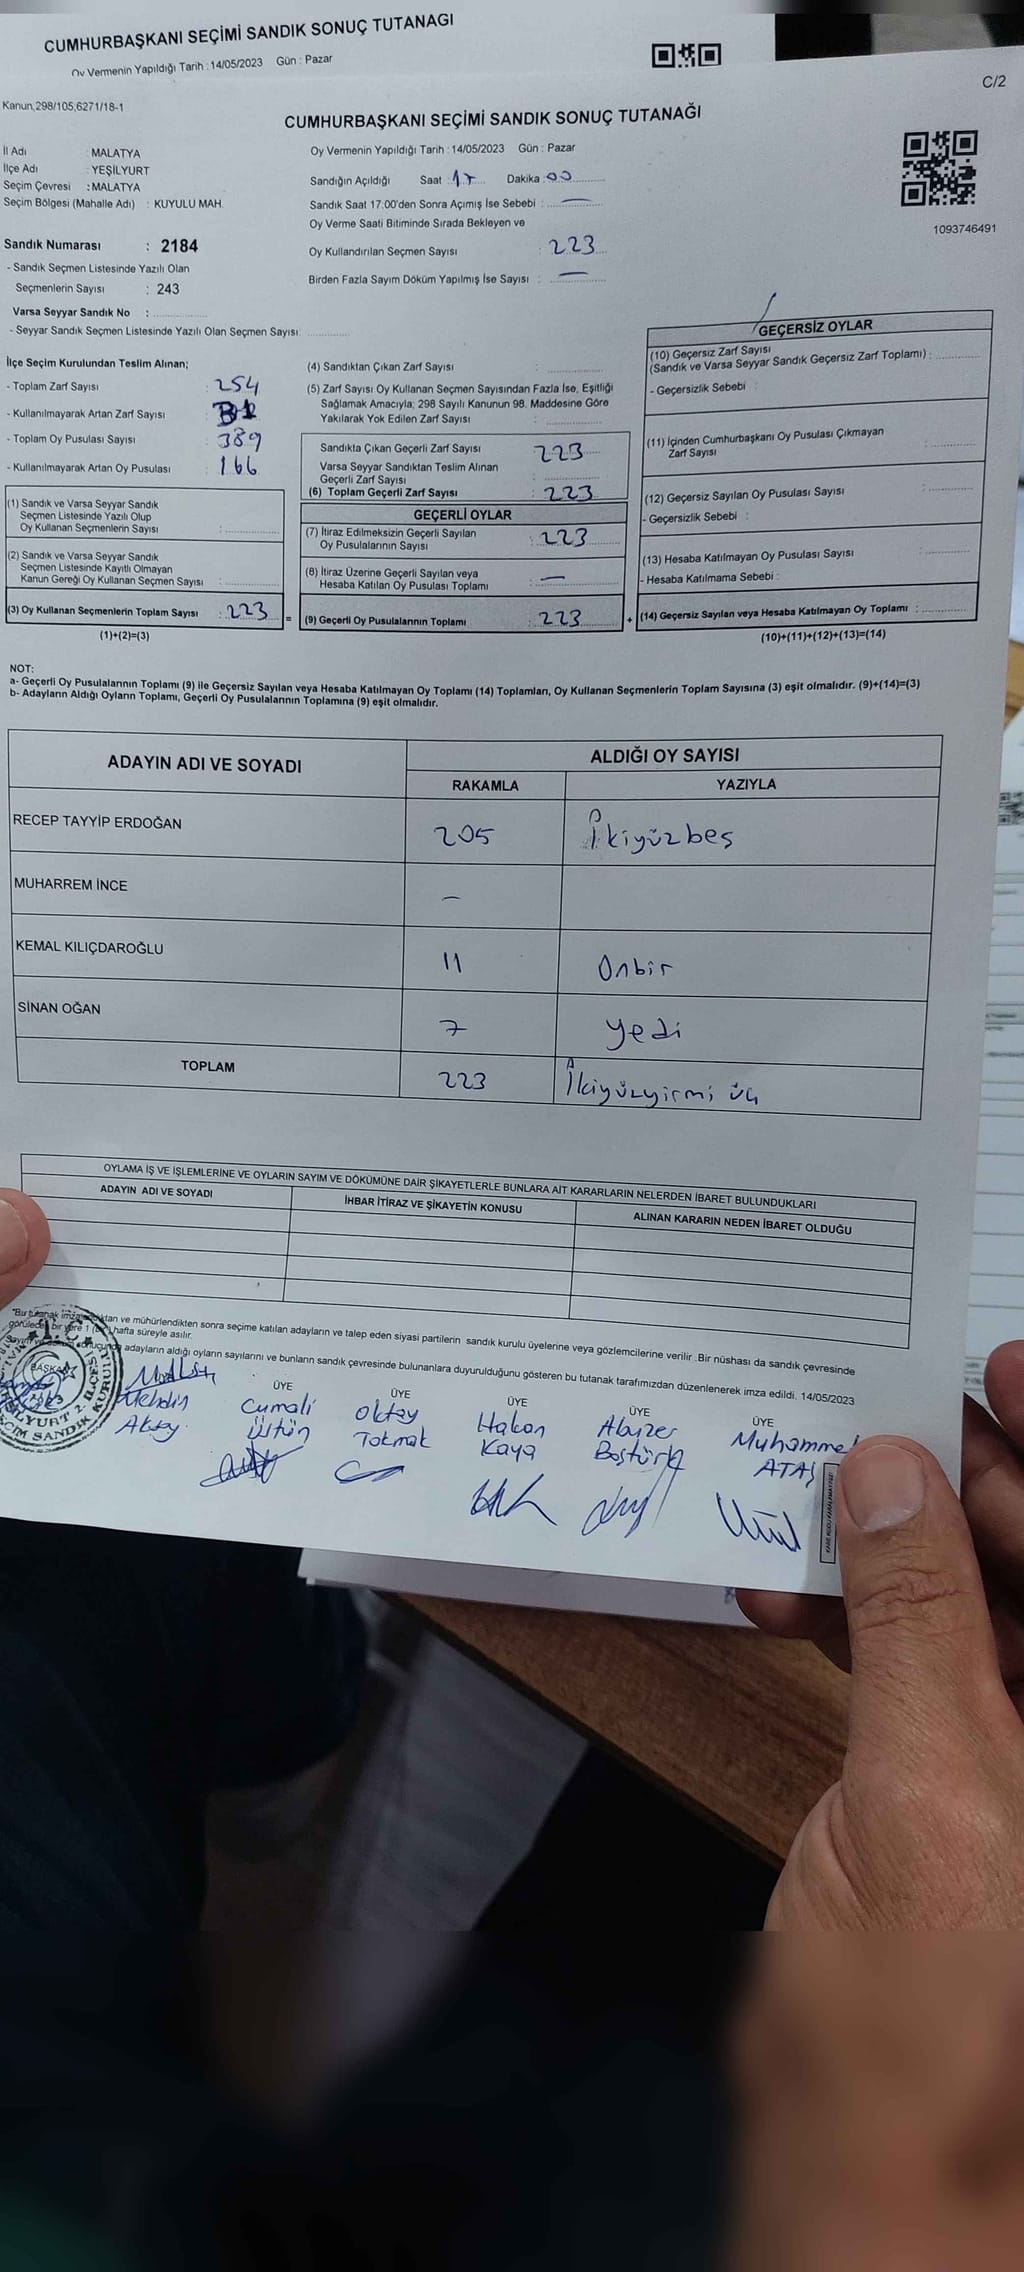 CUMHURBAŞKANI SEÇİMİ SANDIK SONUÇ TUTANAĞI
Oy Vermenin Yapıldığı Tarih : 14/05/2023 Gün : Pazar
C/2
Kanun,298/105,6271/18-1
CUMHURBAŞKANI SEÇİMİ SANDIK SONUÇ TUTANAĞI
İl Adı : MALATYA
İlçe Adı : YEŞİLYURT
Seçim Çevresi : MALATYA
Seçim Bölgesi (Mahalle Adı) : KUYULU MAH.
Oy Vermenin Yapıldığı Tarih : 14/05/2023 Gün : Pazar
Sandığın Açıldığı Saat : 17 Dakika : 00
Sandık Saat 17.00'den Sonra Açımış İse Sebebi : —
Oy Verme Saati Bitiminde Sırada Bekleyen ve
Oy Kullandırılan Seçmen Sayısı : 223
Birden Fazla Sayım Döküm Yapılmış İse Sayısı : —
1093746491
Sandık Numarası : 2184
- Sandık Seçmen Listesinde Yazılı Olan
Seçmenlerin Sayısı : 243
Varsa Seyyar Sandık No :
- Seyyar Sandık Seçmen Listesinde Yazılı Olan Seçmen Sayısı:
İlçe Seçim Kurulundan Teslim Alınan;
- Toplam Zarf Sayısı : 254
- Kullanılmayarak Artan Zarf Sayısı :
- Toplam Oy Pusulası Sayısı : 389
- Kullanılmayarak Artan Oy Pusulası : 166
(1) Sandık ve Varsa Seyyar Sandık
Seçmen Listesinde Yazılı Olup
Oy Kullanan Seçmenlerin Sayısı :
(2) Sandık ve Varsa Seyyar Sandık
Seçmen Listesinde Kayıtlı Olmayan
Kanun Gereği Oy Kullanan Seçmen Sayısı :
(3) Oy Kullanan Seçmenlerin Toplam Sayısı : 223 =
(1)+(2)=(3)
(4) Sandıktan Çıkan Zarf Sayısı :
(5) Zarf Sayısı Oy Kullanan Seçmen Sayısından Fazla İse, Eşitliği
Sağlamak Amacıyla; 298 Sayılı Kanunun 98. Maddesine Göre
Yakılarak Yok Edilen Zarf Sayısı :
Sandıkta Çıkan Geçerli Zarf Sayısı : 223
Varsa Seyyar Sandıktan Teslim Alınan
Geçerli Zarf Sayısı :
(6) Toplam Geçerli Zarf Sayısı : 223
GEÇERLİ OYLAR
(7) İtiraz Edilmeksizin Geçerli Sayılan
Oy Pusulalarının Sayısı : 223
(8) İtiraz Üzerine Geçerli Sayılan veya
Hesaba Katılan Oy Pusulası Toplamı : —
(9) Geçerli Oy Pusulalarının Toplamı : 223 +
GEÇERSİZ OYLAR
(10) Geçersiz Zarf Sayısı
(Sandık ve Varsa Seyyar Sandık Geçersiz Zarf Toplamı) :
- Geçersizlik Sebebi :
(11) İçinden Cumhurbaşkanı Oy Pusulası Çıkmayan
Zarf Sayısı :
(12) Geçersiz Sayılan Oy Pusulası Sayısı :
- Geçersizlik Sebebi :
(13) Hesaba Katılmayan Oy Pusulası Sayısı :
- Hesaba Katılmama Sebebi :
(14) Geçersiz Sayılan veya Hesaba Katılmayan Oy Toplamı :
(10)+(11)+(12)+(13)=(14)
NOT:
a- Geçerli Oy Pusulalarının Toplamı (9) ile Geçersiz Sayılan veya Hesaba Katılmayan Oy Toplamı (14) Toplamları, Oy Kullanan Seçmenlerin Toplam Sayısına (3) eşit olmalıdır. (9)+(14)=(3)
b- Adayların Aldığı Oyların Toplamı, Geçerli Oy Pusulalarının Toplamına (9) eşit olmalıdır.
ADAYIN ADI VE SOYADI ALDIĞI OY SAYISI
RAKAMLA YAZIYLA
RECEP TAYYİP ERDOĞAN 205 İkiyüzbeş
MUHARREM İNCE —
KEMAL KILIÇDAROĞLU 11 Onbir
SİNAN OĞAN 7 yedi
TOPLAM 223 İkiyüzyirmi üç
OYLAMA İŞ VE İŞLEMLERİNE VE OYLARIN SAYIM VE DÖKÜMÜNE DAİR ŞİKAYETLERLE BUNLARA AİT KARARLARIN NELERDEN İBARET BULUNDUKLARI
ADAYIN ADI VE SOYADI İHBAR İTİRAZ VE ŞİKAYETİN KONUSU ALINAN KARARIN NEDEN İBARET OLDUĞU
"Bu tutanak ve mühürlendikten sonra seçime katılan adayların ve talep eden siyasi partilerin sandık kurulu üyelerine veya gözlemcilerine verilir .Bir nüshası da sandık çevresinde
görülecek bir yere 1 hafta süreyle asılır.
sonucunda adayların aldığı oyların sayılarını ve bunların sandık çevresinde bulunanlara duyurulduğunu gösteren bu tutanak tarafımızdan düzenlenerek imza edildi. 14/05/2023
BAŞKAN
ÜYE ÜYE ÜYE ÜYE ÜYE
Aksoy
Cumali Üstün
Oktay Tokmak
Hakan Kaya
Abuzer
Muhammed ATAŞ